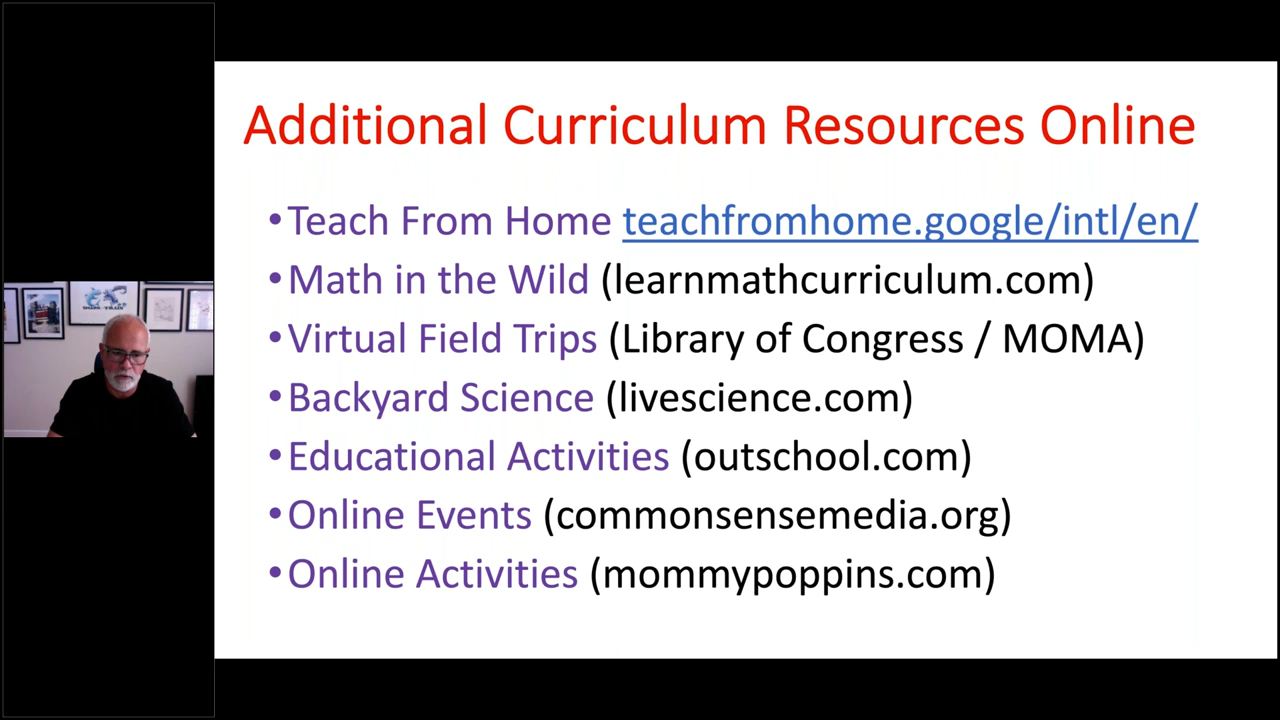 Additional Curriculum Resources Online
•Teach From Home teachfromhome.google/intl/en/
•Math in the Wild (learnmathcurriculum.com)
•Virtual Field Trips (Library of Congress / MOMA)
•Backyard Science (livescience.com)
•Educational Activities (outschool.com)
•Online Events (commonsensemedia.org)
•Online Activities (mommypoppins.com)